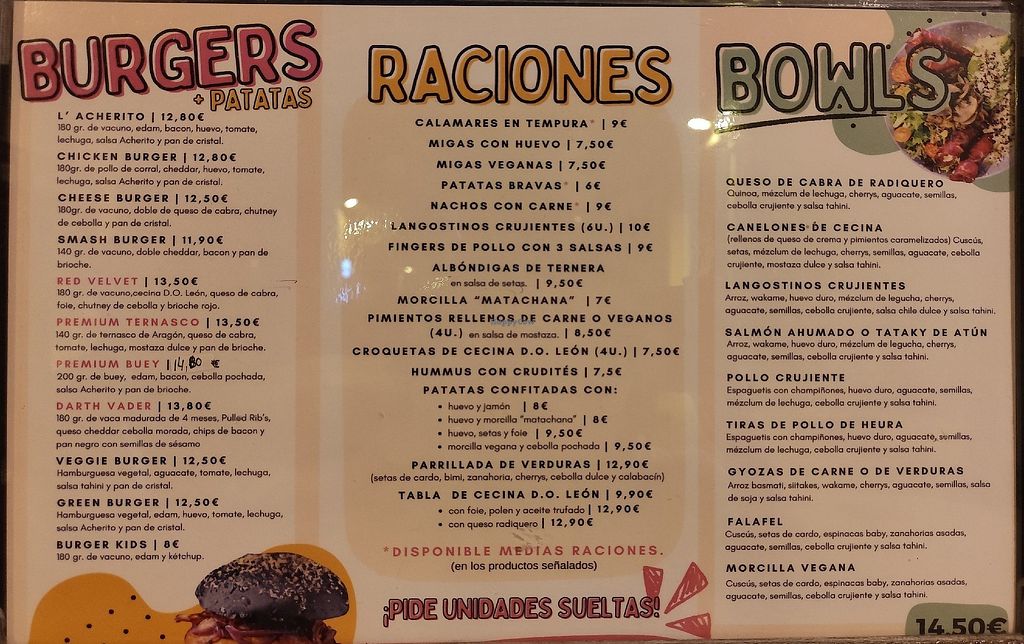 BURGERS
+ PATATAS
L' ACHERITO | 12,80€
180 gr. de vacuno, edam, bacon, huevo, tomate,
lechuga, salsa Acherito y pan de cristal.
CHICKEN BURGER | 12,80€
180gr. de pollo de corral, cheddar, huevo, tomate,
lechuga, salsa Acherito y pan de cristal.
CHEESE BURGER | 12,50€
180gr. de vacuno, doble de queso de cabra, chutney
de cebolla y pan de cristal.
SMASH BURGER | 11,90€
140 gr. de vacuno, doble cheddar, bacon y pan de
brioche.
RED VELVET | 13,50€
180 gr. de vacuno,cecina D.O. León, queso de cabra,
foie, chutney de cebolla y brioche rojo.
PREMIUM TERNASCO | 13,50€
140 gr. de ternasco de Aragón, queso de cabra,
tomate, lechuga, mostaza dulce y pan de brioche.
PREMIUM BUEY | 14,80 €
200 gr. de buey, edam, bacon, cebolla pochada,
salsa Acherito y pan de brioche.
DARTH VADER | 13,80€
180 gr. de vaca madurada de 4 meses, Pulled Rib's,
queso cheddar cebolla morada, chips de bacon y
pan negro con semillas de sésamo
VEGGIE BURGER | 12,50€
Hamburguesa vegetal, aguacate, tomate, lechuga,
salsa tahini y pan de cristal.
GREEN BURGER | 12,50€
Hamburguesa vegetal, edam, huevo, tomate, lechuga,
salsa Acherito y pan de cristal.
BURGER KIDS | 8€
180 gr. de vacuno, edam y kétchup.
RACIONES
CALAMARES EN TEMPURA* | 9€
MIGAS CON HUEVO | 7,50€
MIGAS VEGANAS | 7,50€
PATATAS BRAVAS* | 6€
NACHOS CON CARNE* | 9€
LANGOSTINOS CRUJIENTES (6U.) | 10€
FINGERS DE POLLO CON 3 SALSAS | 9€
ALBÓNDIGAS DE TERNERA
en salsa de setas. | 9,50€
MORCILLA "MATACHANA" | 7€
PIMIENTOS RELLENOS DE CARNE O VEGANOS
(4U.) en salsa de mostaza. | 8,50€
CROQUETAS DE CECINA D.O. LEÓN (4U.) | 7,50€
HUMMUS CON CRUDITÉS | 7,5€
PATATAS CONFITADAS CON:
• huevo y jamón | 8€
• huevo y morcilla "matachana" | 8€
• huevo, setas y foie | 9,50€
• morcilla vegana y cebolla pochada | 9,50€
PARRILLADA DE VERDURAS | 12,90€
(setas de cardo, bimi, zanahoria, cherrys, cebolla dulce y calabacín)
TABLA DE CECINA D.O. LEÓN | 9,90€
• con foie, polen y aceite trufado | 12,90€
• con queso radiquero | 12,90€
*DISPONIBLE MEDIAS RACIONES.
(en los productos señalados)
¡PIDE UNIDADES SUELTAS!
BOWLS
QUESO DE CABRA DE RADIQUERO
Quinoa, mézclum de lechuga, cherrys, aguacate, semillas,
cebolla crujiente y salsa tahini.
CANELONES DE CECINA
(rellenos de queso de crema y pimientos caramelizados) Cuscús,
setas, mézclum de lechuga, cherrys, semillas, aguacate, cebolla
crujiente, mostaza dulce y salsa tahini.
LANGOSTINOS CRUJIENTES
Arroz, wakame, huevo duro, mézclum de legucha, cherrys,
aguacate, semillas, cebolla crujiente, salsa chile dulce y salsa tahini.
SALMÓN AHUMADO O TATAKY DE ATÚN
Arroz, wakame, huevo duro, mézclum de lechuga, cherrys,
aguacate, semillas, cebolla crujiente y salsa tahini.
POLLO CRUJIENTE
Espaguetis con champiñones, huevo duro, aguacate, semillas,
mézclum de lechuga, cebolla crujiente y salsa tahini.
TIRAS DE POLLO DE HEURA
Espaguetis con champiñones, huevo duro, aguacate, semillas,
mézclum de lechuga, cebolla crujiente y salsa tahini.
GYOZAS DE CARNE O DE VERDURAS
Arroz basmati, siitakes, wakame, cherrys, aguacate, semillas, salsa
de soja y salsa tahini.
FALAFEL
Cuscús, setas de cardo, espinacas baby, zanahorias asadas,
aguacate, semillas, cebolla crujiente y salsa tahini.
MORCILLA VEGANA
Cuscús, setas de cardo, espinacas baby, zanahorias asadas,
aguacate, semillas, cebolla crujiente y salsa tahini.
14,50€